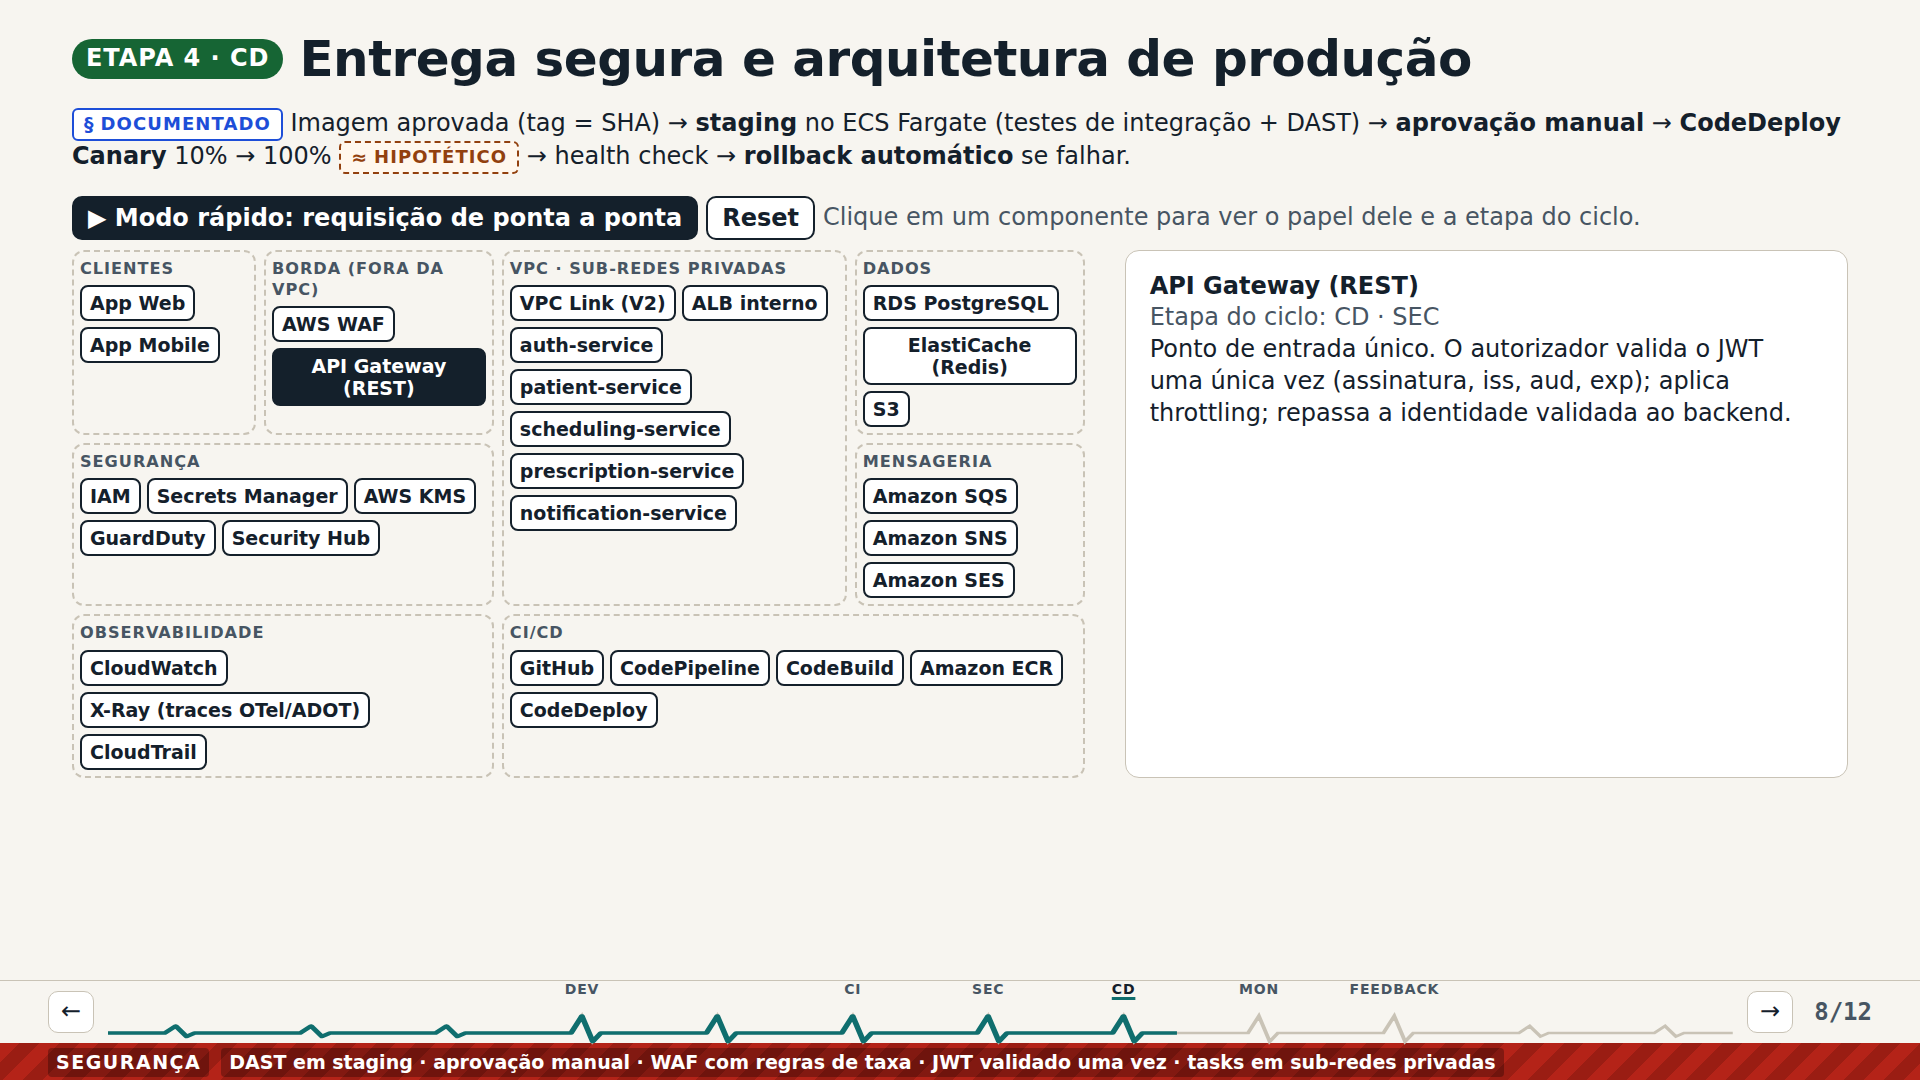 ETAPA 4 · CD Entrega segura e arquitetura de produção
§ DOCUMENTADO Imagem aprovada (tag = SHA) → staging no ECS Fargate (testes de integração + DAST) → aprovação manual → CodeDeploy
Canary 10% → 100% ≈ HIPOTÉTICO → health check → rollback automático se falhar.
▶ Modo rápido: requisição de ponta a ponta Reset Clique em um componente para ver o papel dele e a etapa do ciclo.
CLIENTES
App Web
App Mobile
BORDA (FORA DA
VPC)
AWS WAF
API Gateway
(REST)
VPC · SUB-REDES PRIVADAS
VPC Link (V2) ALB interno
auth-service
patient-service
scheduling-service
prescription-service
notification-service
DADOS
RDS PostgreSQL
ElastiCache
(Redis)
S3
SEGURANÇA
IAM Secrets Manager AWS KMS
GuardDuty Security Hub
MENSAGERIA
Amazon SQS
Amazon SNS
Amazon SES
OBSERVABILIDADE
CloudWatch
X-Ray (traces OTel/ADOT)
CloudTrail
CI/CD
GitHub CodePipeline CodeBuild Amazon ECR
CodeDeploy
API Gateway (REST)
Etapa do ciclo: CD · SEC
Ponto de entrada único. O autorizador valida o JWT
uma única vez (assinatura, iss, aud, exp); aplica
throttling; repassa a identidade validada ao backend.
← DEV CI SEC CD MON FEEDBACK → 8/12
SEGURANÇA DAST em staging · aprovação manual · WAF com regras de taxa · JWT validado uma vez · tasks em sub-redes privadas